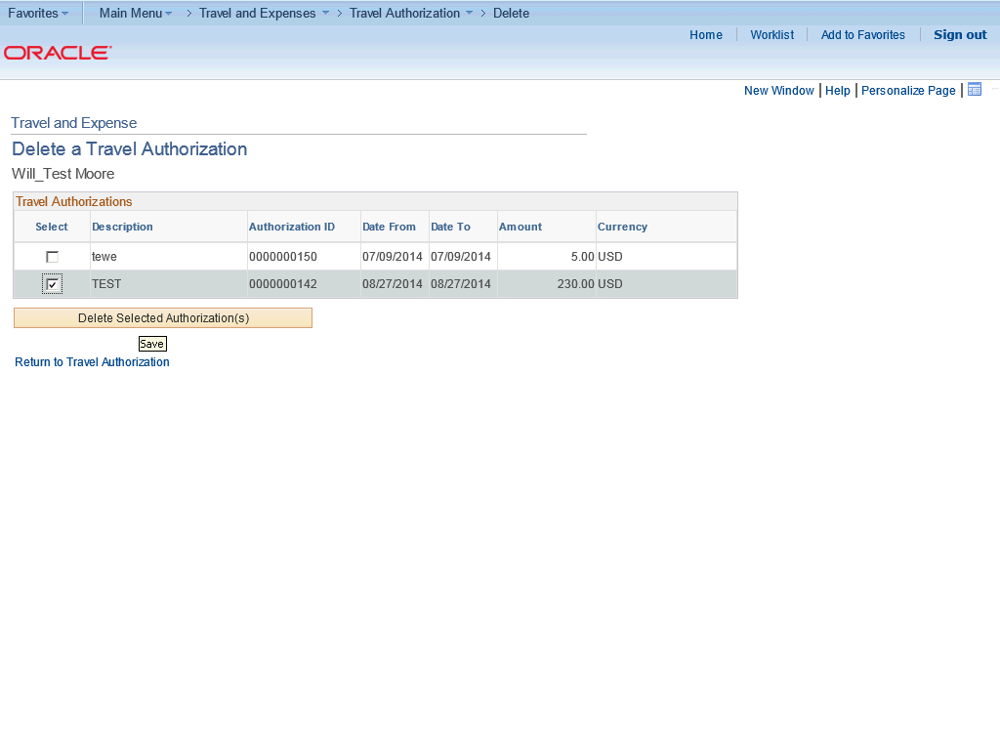 Favorites Main Menu > Travel and Expenses > Travel Authorization > Delete
Home Worklist Add to Favorites Sign out
ORACLE
New Window | Help | Personalize Page |
Travel and Expense
Delete a Travel Authorization
Will_Test Moore
Travel Authorizations
Select Description Authorization ID Date From Date To Amount Currency
tewe 0000000150 07/09/2014 07/09/2014 5.00 USD
TEST 0000000142 08/27/2014 08/27/2014 230.00 USD
Delete Selected Authorization(s)
Save
Return to Travel Authorization